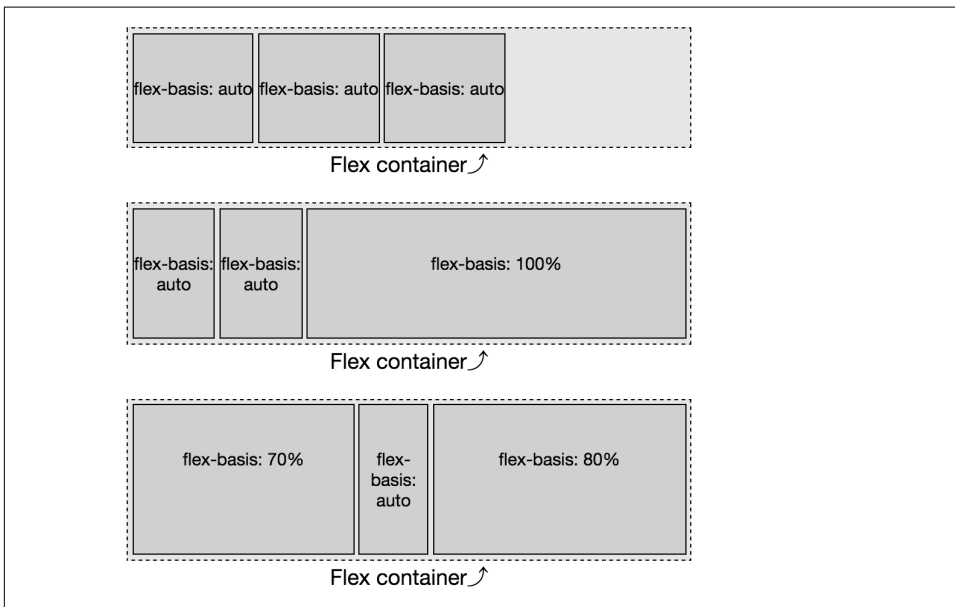 flex-basis: auto flex-basis: auto flex-basis: auto
Flex container
flex-basis:
auto
flex-basis:
auto
flex-basis: 100%
Flex container
flex-basis: 70%
flex-
basis:
auto
flex-basis: 80%
Flex container